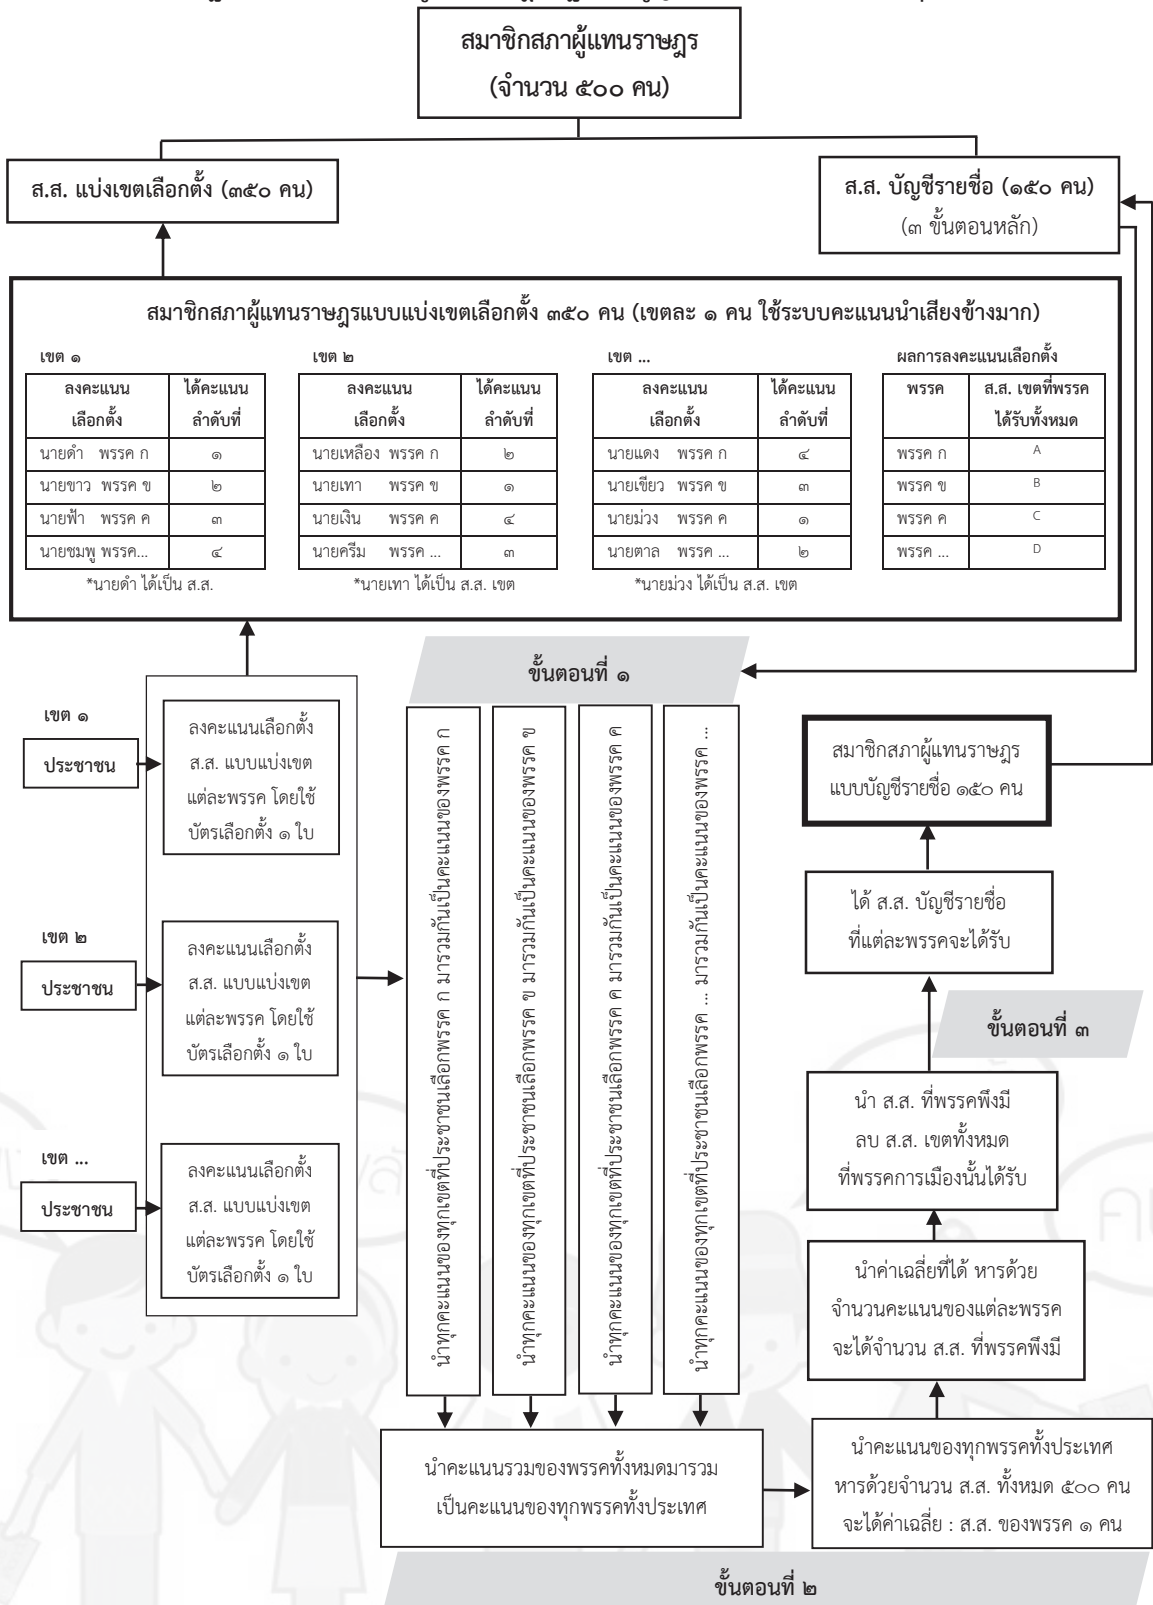 สมาชิกสภาผู้แทนราษฎร
(จำนวน ๕๐๐ คน)
ส.ส. แบ่งเขตเลือกตั้ง (๓๕๐ คน)
ส.ส. บัญชีรายชื่อ (๑๕๐ คน)
(๓ ขั้นตอนหลัก)
สมาชิกสภาผู้แทนราษฎรแบบแบ่งเขตเลือกตั้ง ๓๕๐ คน (เขตละ ๑ คน ใช้ระบบคะแนนนำเสียงข้างมาก)
เขต ๑
ลงคะแนน ได้คะแนน
เลือกตั้ง ลำดับที่
นายดำ พรรค ก ๑
นายขาว พรรค ข ๒
นายฟ้า พรรค ค ๓
นายชมพู พรรค... ๔
*นายดำ ได้เป็น ส.ส.
เขต ๒
ลงคะแนน ได้คะแนน
เลือกตั้ง ลำดับที่
นายเหลือง พรรค ก ๒
นายเทา พรรค ข ๑
นายเงิน พรรค ค ๔
นายครีม พรรค ... ๓
*นายเทา ได้เป็น ส.ส. เขต
เขต ...
ลงคะแนน ได้คะแนน
เลือกตั้ง ลำดับที่
นายแดง พรรค ก ๔
นายเขียว พรรค ข ๓
นายม่วง พรรค ค ๑
นายตาล พรรค ... ๒
*นายม่วง ได้เป็น ส.ส. เขต
ผลการลงคะแนนเลือกตั้ง
พรรค ส.ส. เขตที่พรรค
ได้รับทั้งหมด
พรรค ก A
พรรค ข B
พรรค ค C
พรรค ... D
เขต ๑
ประชาชน
ลงคะแนนเลือกตั้ง
ส.ส. แบบแบ่งเขต
แต่ละพรรค โดยใช้
บัตรเลือกตั้ง ๑ ใบ
เขต ๒
ประชาชน
ลงคะแนนเลือกตั้ง
ส.ส. แบบแบ่งเขต
แต่ละพรรค โดยใช้
บัตรเลือกตั้ง ๑ ใบ
เขต ...
ประชาชน
ลงคะแนนเลือกตั้ง
ส.ส. แบบแบ่งเขต
แต่ละพรรค โดยใช้
บัตรเลือกตั้ง ๑ ใบ
ขั้นตอนที่ ๑
นำทุกคะแนนของทุกเขตที่ประชาชนเลือกพรรค ก มารวมกันเป็นคะแนนของพรรค ก
นำทุกคะแนนของทุกเขตที่ประชาชนเลือกพรรค ข มารวมกันเป็นคะแนนของพรรค ข
นำทุกคะแนนของทุกเขตที่ประชาชนเลือกพรรค ค มารวมกันเป็นคะแนนของพรรค ค
นำทุกคะแนนของทุกเขตที่ประชาชนเลือกพรรค ... มารวมกันเป็นคะแนนของพรรค ...
นำคะแนนรวมของพรรคทั้งหมดมารวม
เป็นคะแนนของทุกพรรคทั้งประเทศ
ขั้นตอนที่ ๒
นำคะแนนของทุกพรรคทั้งประเทศ
หารด้วยจำนวน ส.ส. ทั้งหมด ๕๐๐ คน
จะได้ค่าเฉลี่ย : ส.ส. ของพรรค ๑ คน
นำค่าเฉลี่ยที่ได้ หารด้วย
จำนวนคะแนนของแต่ละพรรค
จะได้จำนวน ส.ส. ที่พรรคพึงมี
นำ ส.ส. ที่พรรคพึงมี
ลบ ส.ส. เขตทั้งหมด
ที่พรรคการเมืองนั้นได้รับ
ขั้นตอนที่ ๓
ได้ ส.ส. บัญชีรายชื่อ
ที่แต่ละพรรคจะได้รับ
สมาชิกสภาผู้แทนราษฎร
แบบบัญชีรายชื่อ ๑๕๐ คน